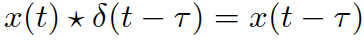 x(t) ⋆ δ(t − τ) = x(t − τ)